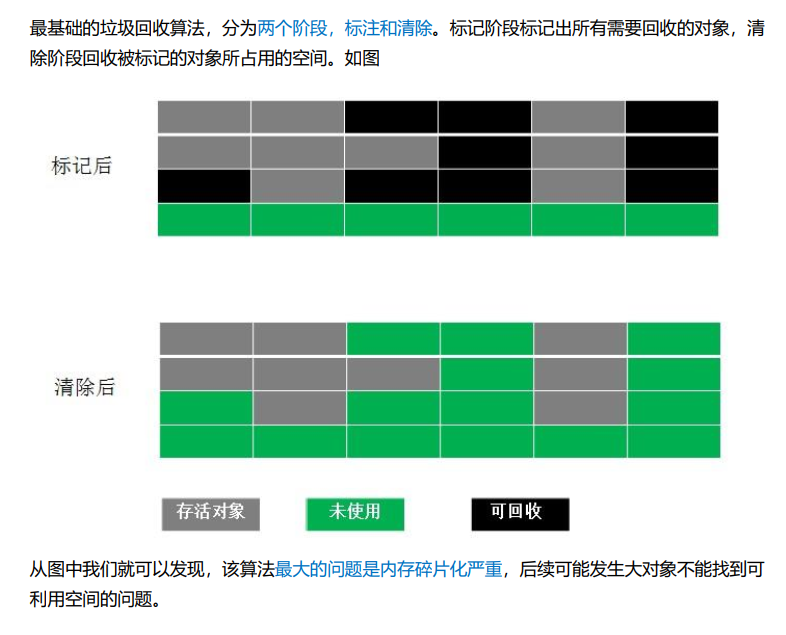 最基础的垃圾回收算法，分为两个阶段，标注和清除。标记阶段标记出所有需要回收的对象，清
除阶段回收被标记的对象所占用的空间。如图
标记后
清除后
存活对象
未使用
可回收
从图中我们就可以发现，该算法最大的问题是内存碎片化严重，后续可能发生大对象不能找到可
利用空间的问题。